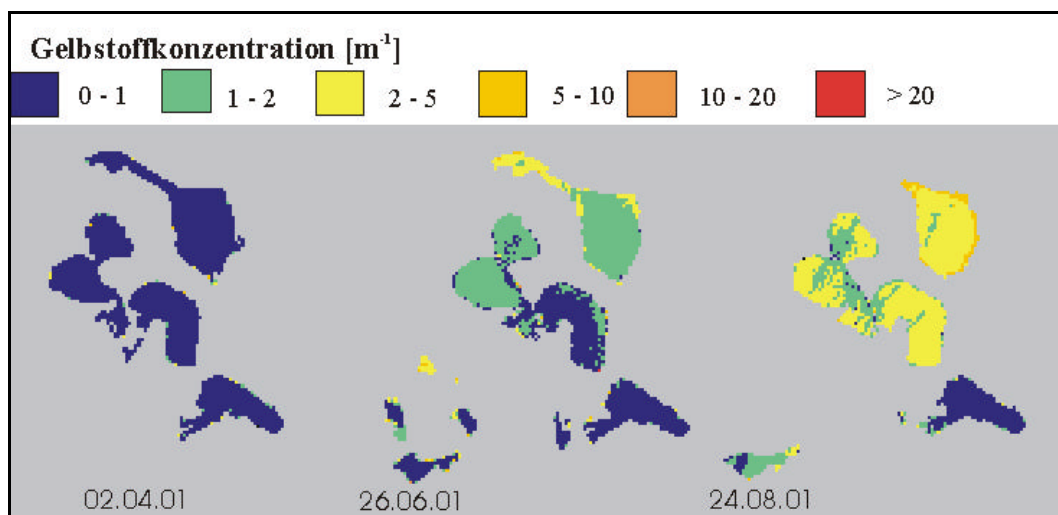 Gelbstoffkonzentration [m⁻¹]
0 - 1 1 - 2 2 - 5 5 - 10 10 - 20 > 20
02.04.01 26.06.01 24.08.01